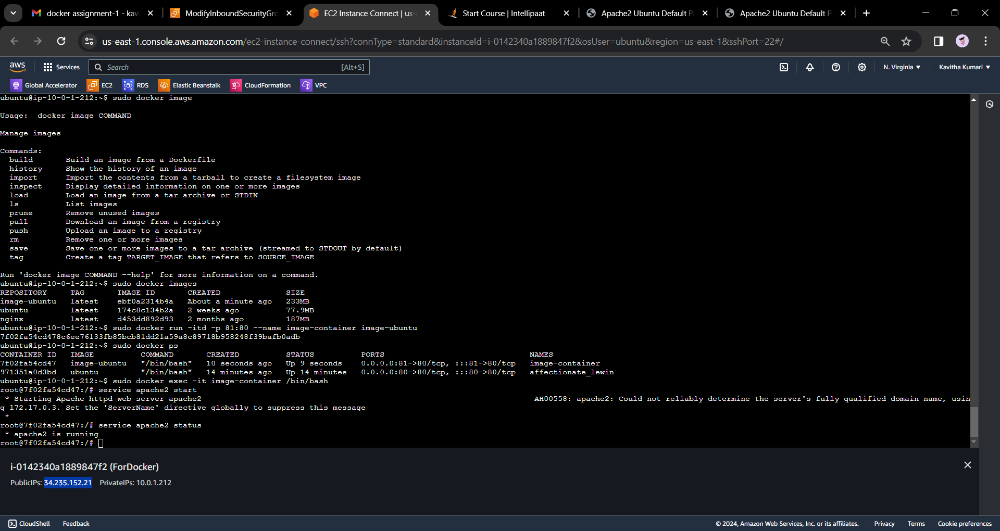 docker assignment-1 - kav
ModifyInboundSecurityGro
EC2 Instance Connect | us-
Start Course | Intellipaat
Apache2 Ubuntu Default P
Apache2 Ubuntu Default P
us-east-1.console.aws.amazon.com/ec2-instance-connect/ssh?connType=standard&instanceId=i-0142340a1889847f2&osUser=ubuntu&region=us-east-1&sshPort=22#/
aws Services Search [Alt+S] N. Virginia Kavitha Kumari
Global Accelerator EC2 RDS Elastic Beanstalk CloudFormation VPC
ubuntu@ip-10-0-1-212:~$ sudo docker image
Usage:  docker image COMMAND
Manage images
Commands:
  build       Build an image from a Dockerfile
  history     Show the history of an image
  import      Import the contents from a tarball to create a filesystem image
  inspect     Display detailed information on one or more images
  load        Load an image from a tar archive or STDIN
  ls          List images
  prune       Remove unused images
  pull        Download an image from a registry
  push        Upload an image to a registry
  rm          Remove one or more images
  save        Save one or more images to a tar archive (streamed to STDOUT by default)
  tag         Create a tag TARGET_IMAGE that refers to SOURCE_IMAGE
Run 'docker image COMMAND --help' for more information on a command.
ubuntu@ip-10-0-1-212:~$ sudo docker images
REPOSITORY     TAG       IMAGE ID       CREATED              SIZE
image-ubuntu   latest    ebf0a2314b4a   About a minute ago   233MB
ubuntu         latest    174c8c134b2a   2 weeks ago          77.9MB
nginx          latest    d453dd892d93   2 months ago         187MB
ubuntu@ip-10-0-1-212:~$ sudo docker run -itd -p 81:80 --name image-container image-ubuntu
7f02fa54cd478c6ee76133fb85bcb81dd21a59a8c89718b958248f39bafb0adb
ubuntu@ip-10-0-1-212:~$ sudo docker ps
CONTAINER ID   IMAGE          COMMAND       CREATED          STATUS          PORTS                               NAMES
7f02fa54cd47   image-ubuntu   "/bin/bash"   10 seconds ago   Up 9 seconds    0.0.0.0:81->80/tcp, :::81->80/tcp   image-container
971351a0d3bd   ubuntu         "/bin/bash"   14 minutes ago   Up 14 minutes   0.0.0.0:80->80/tcp, :::80->80/tcp   affectionate_lewin
ubuntu@ip-10-0-1-212:~$ sudo docker exec -it image-container /bin/bash
root@7f02fa54cd47:/# service apache2 start
 * Starting Apache httpd web server apache2 AH00558: apache2: Could not reliably determine the server's fully qualified domain name, usin
g 172.17.0.3. Set the 'ServerName' directive globally to suppress this message
 *
root@7f02fa54cd47:/# service apache2 status
 * apache2 is running
root@7f02fa54cd47:/#
i-0142340a1889847f2 (ForDocker)
PublicIPs: 34.235.152.21 PrivateIPs: 10.0.1.212
CloudShell Feedback © 2024, Amazon Web Services, Inc. or its affiliates. Privacy Terms Cookie preferences